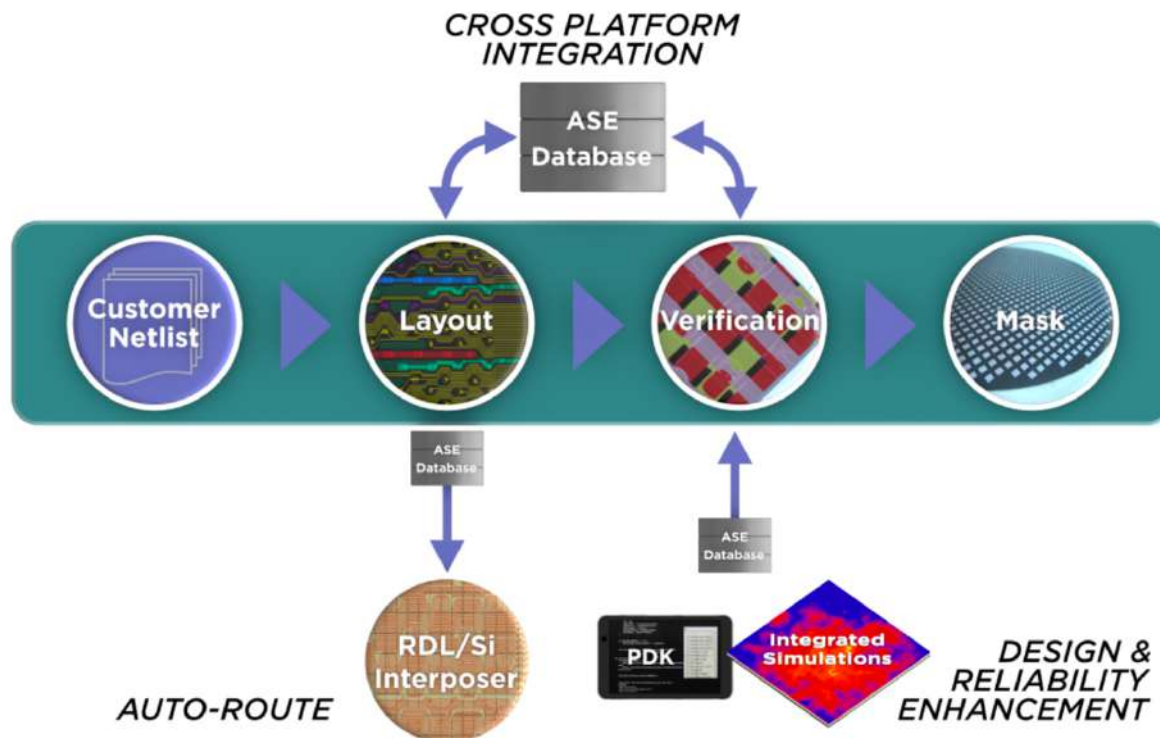 CROSS PLATFORM
INTEGRATION
ASE
Database
Customer
Netlist
Layout
Verification
Mask
ASE
Database
ASE
Database
RDL/Si
Interposer
PDK
Integrated
Simulations
AUTO-ROUTE
DESIGN &
RELIABILITY
ENHANCEMENT